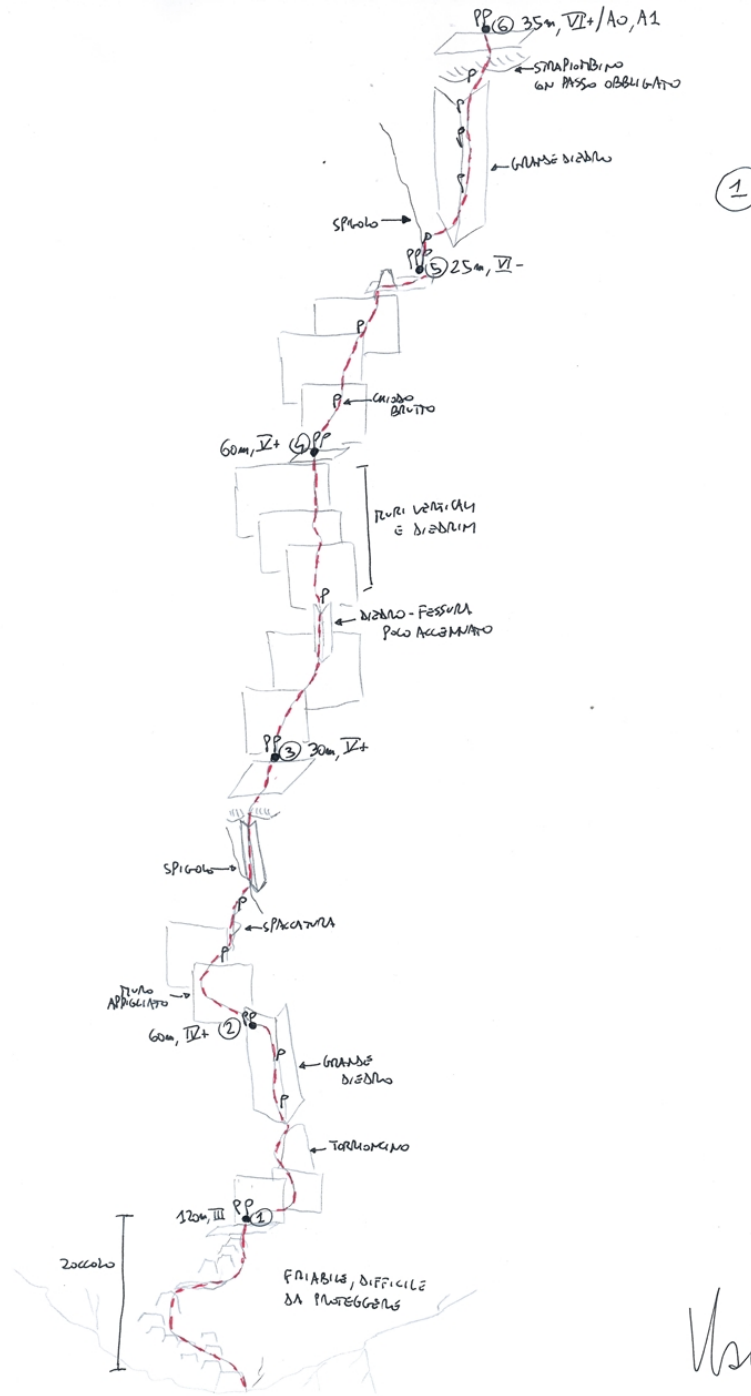 PP ⑥ 35m, VI+/A0, A1
P
STRAPIOMBINO
CON PASSO OBBLIGATO
P
P
GRANDE DIEDRO
P
①
SPIGOLO
P
PPP
⑤ 25m, VI-
P
P
CHIODO
BRUTTO
60m, V+ ④ PP
MURI VERTICALI
E DIEDRINI
P
DIEDRO-FESSURA
POCO ACCENNATO
PP
③ 30m, V+
SPIGOLO
P
SPACCATURA
P
MURO
APPIGLIATO
PP
60m, IV+ ②
P
GRANDE
DIEDRO
P
TORRIONCINO
PP
120m, III ①
ZOCCOLO
FRIABILE, DIFFICILE
DA PROTEGGERE